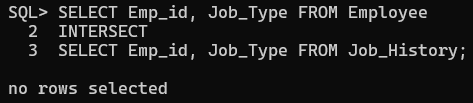 SQL> SELECT Emp_id, Job_Type FROM Employee
2 INTERSECT
3 SELECT Emp_id, Job_Type FROM Job_History;
no rows selected